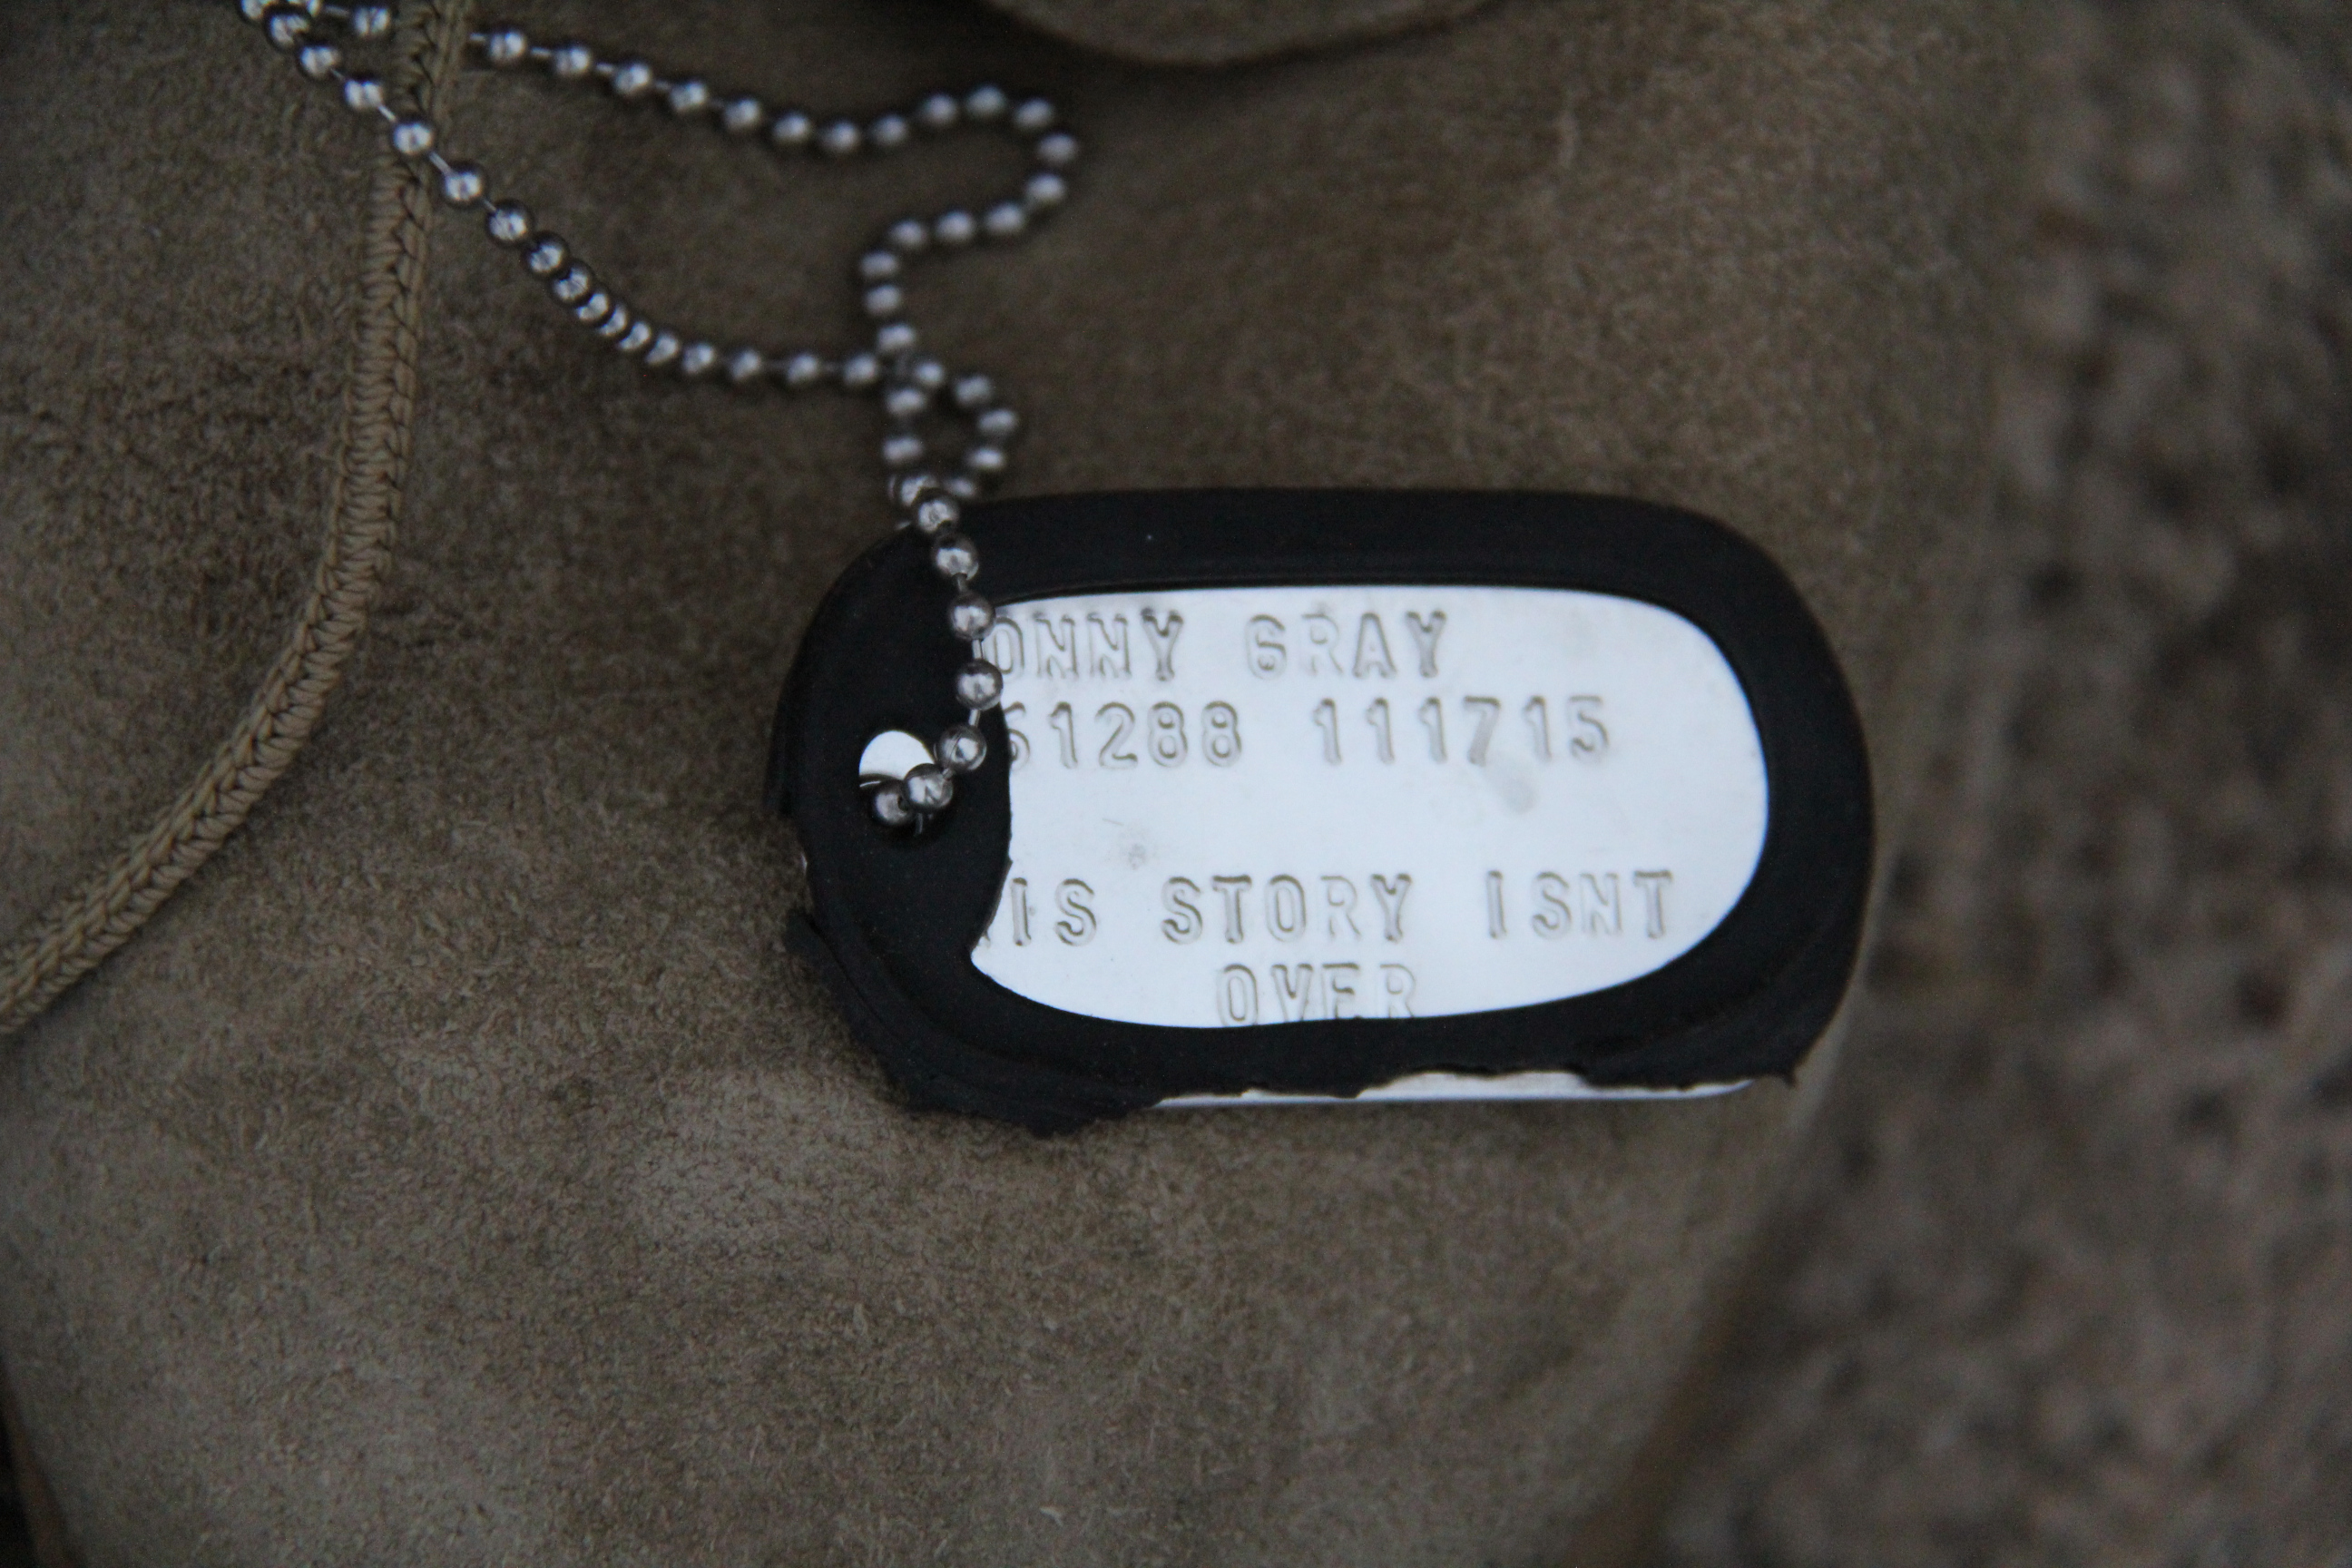 ONNY GRAY
61288 111715
IS STORY ISNT
OVER